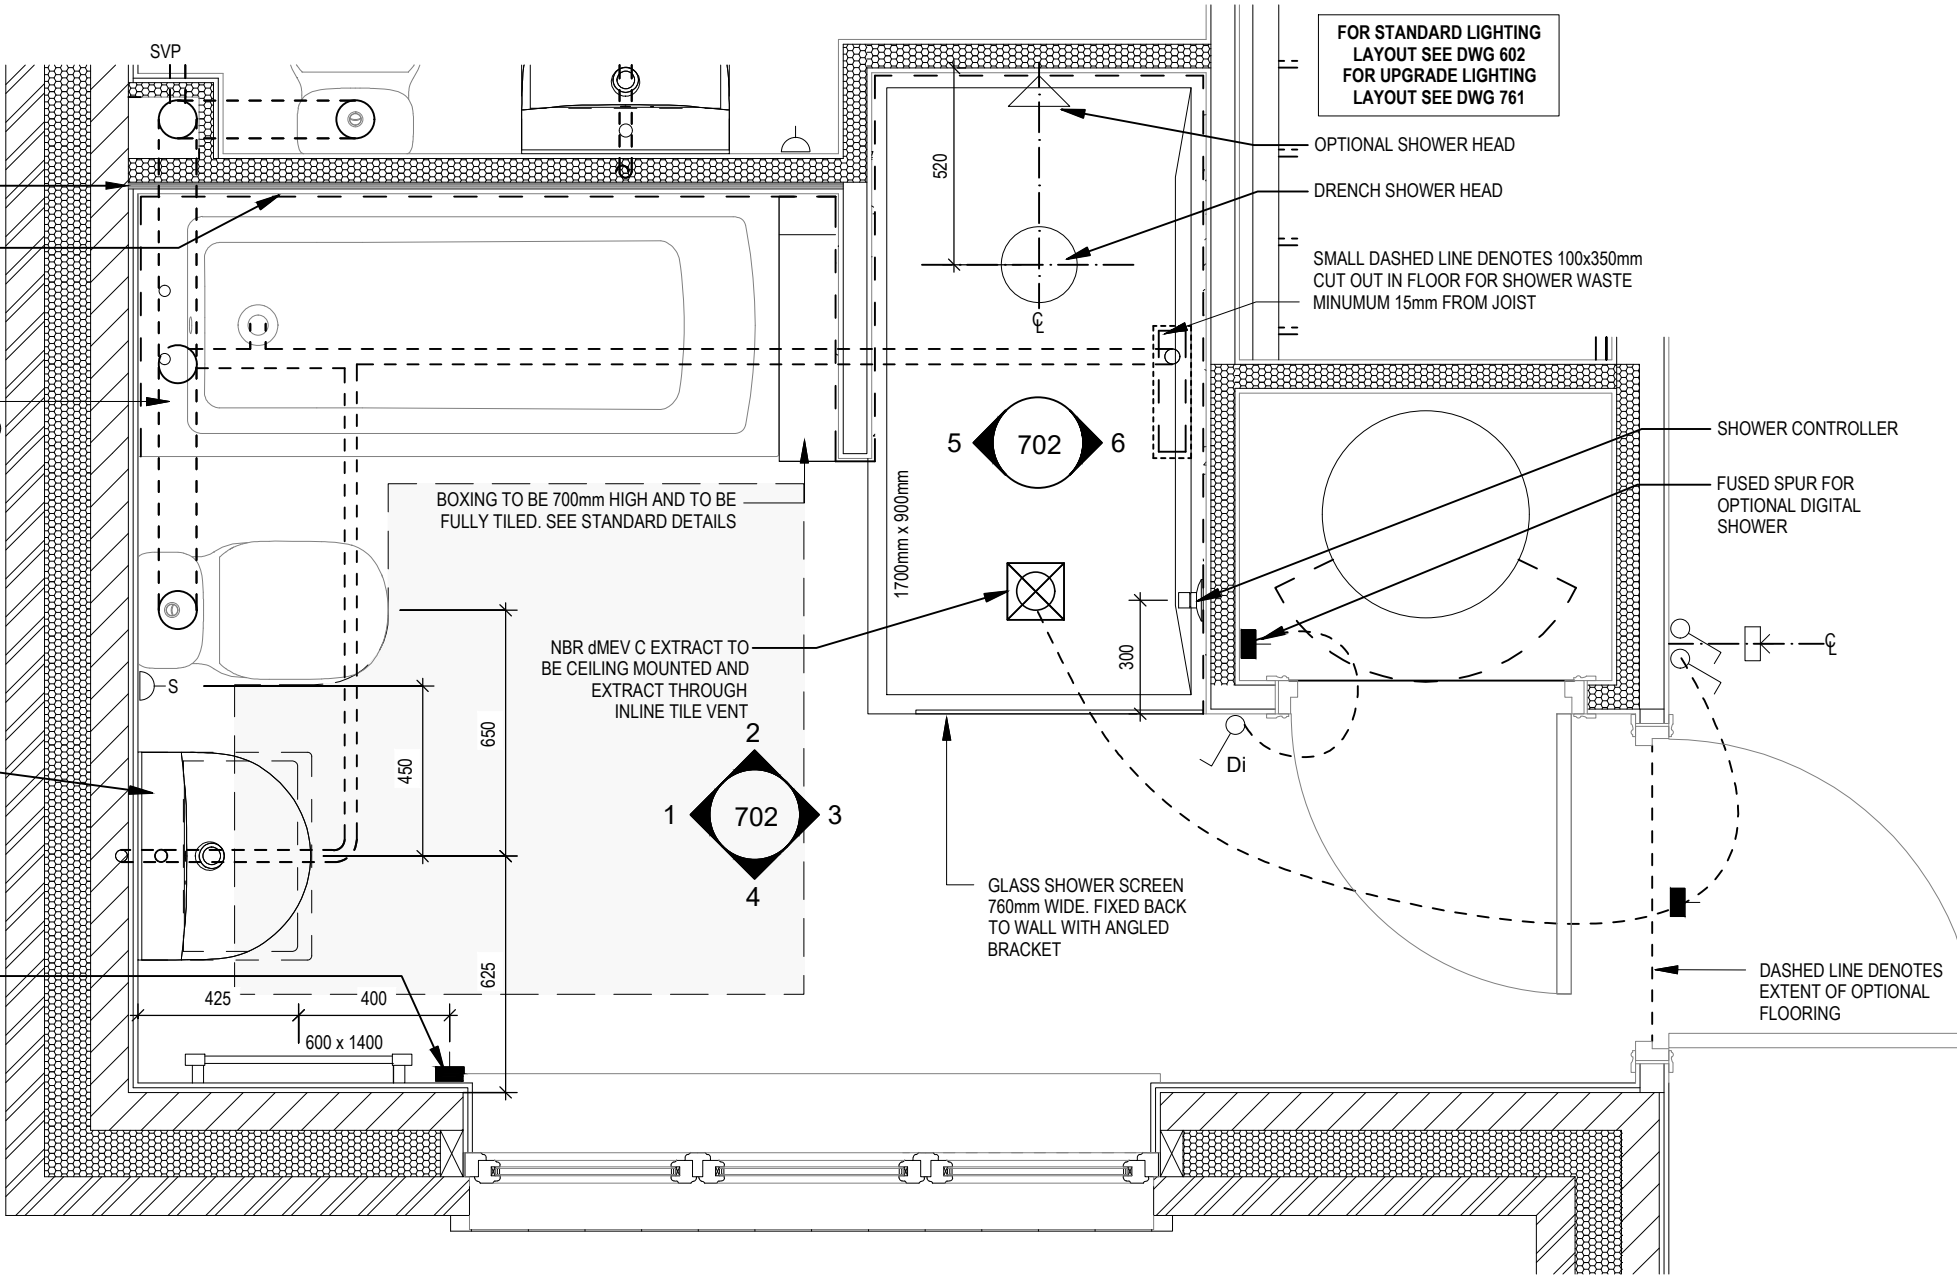 SVP
FOR STANDARD LIGHTING
LAYOUT SEE DWG 602
FOR UPGRADE LIGHTING
LAYOUT SEE DWG 761
OPTIONAL SHOWER HEAD
520
DRENCH SHOWER HEAD
SMALL DASHED LINE DENOTES 100x350mm
CUT OUT IN FLOOR FOR SHOWER WASTE
MINUMUM 15mm FROM JOIST
CL
5 702 6
SHOWER CONTROLLER
FUSED SPUR FOR
OPTIONAL DIGITAL
SHOWER
BOXING TO BE 700mm HIGH AND TO BE
FULLY TILED. SEE STANDARD DETAILS
1700mm x 900mm
NBR dMEV C EXTRACT TO
BE CEILING MOUNTED AND
EXTRACT THROUGH
INLINE TILE VENT
300
CL
S
650
450
2
1 702 3
4
Di
GLASS SHOWER SCREEN
760mm WIDE. FIXED BACK
TO WALL WITH ANGLED
BRACKET
625
425
400
600 x 1400
DASHED LINE DENOTES
EXTENT OF OPTIONAL
FLOORING